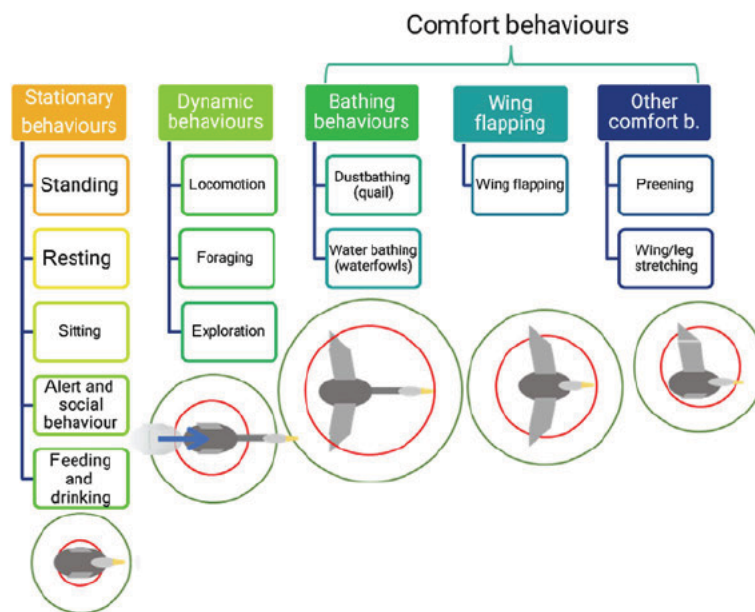 Comfort behaviours
Stationary
behaviours
Standing
Resting
Sitting
Alert and
social
behaviour
Feeding and
drinking
Dynamic
behaviours
Locomotion
Foraging
Exploration
Bathing
behaviours
Dustbathing
(quail)
Water bathing
(waterfowls)
Wing
flapping
Wing flapping
Other
comfort b.
Preening
Wing/leg
stretching